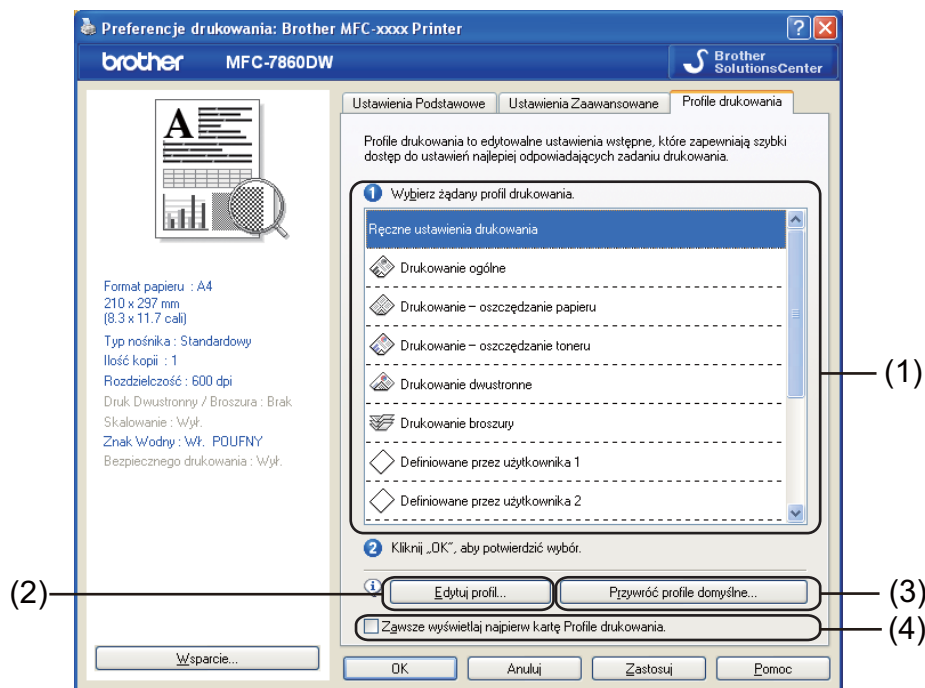 Preferencje drukowania: Brother MFC-xxxx Printer
brother MFC-7860DW
Brother
SolutionsCenter
A
Format papieru : A4
210 x 297 mm
(8.3 x 11.7 cali)
Typ nośnika : Standardowy
Ilość kopii : 1
Rozdzielczość : 600 dpi
Druk Dwustronny / Broszura : Brak
Skalowanie : Wył.
Znak Wodny : Wł. POUFNY
Bezpiecznego drukowania : Wył.
Wsparcie...
Ustawienia Podstawowe Ustawienia Zaawansowane Profile drukowania
Profile drukowania to edytowalne ustawienia wstępne, które zapewniają szybki
dostęp do ustawień najlepiej odpowiadających zadaniu drukowania.
1 Wybierz żądany profil drukowania.
Ręczne ustawienia drukowania
Drukowanie ogólne
Drukowanie – oszczędzanie papieru
Drukowanie – oszczędzanie toneru
Drukowanie dwustronne
Drukowanie broszury
Definiowane przez użytkownika 1
Definiowane przez użytkownika 2
(1)
2 Kliknij „OK”, aby potwierdzić wybór.
(2)
Edytuj profil... Przywróć profile domyślne...
(3)
Zawsze wyświetlaj najpierw kartę Profile drukowania.
(4)
OK Anuluj Zastosuj Pomoc